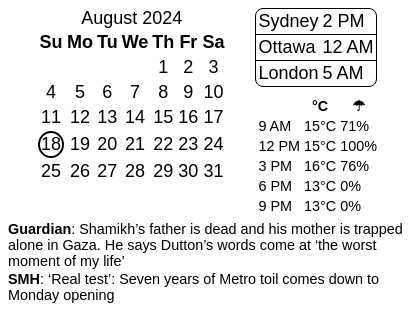 August 2024
Su Mo Tu We Th Fr Sa
1 2 3
4 5 6 7 8 9 10
11 12 13 14 15 16 17
18 19 20 21 22 23 24
25 26 27 28 29 30 31
Sydney 2 PM
Ottawa 12 AM
London 5 AM
°C ☂
9 AM 15°C 71%
12 PM 15°C 100%
3 PM 16°C 76%
6 PM 13°C 0%
9 PM 13°C 0%
Guardian: Shamikh’s father is dead and his mother is trapped
alone in Gaza. He says Dutton’s words come at ‘the worst
moment of my life’
SMH: ‘Real test’: Seven years of Metro toil comes down to
Monday opening